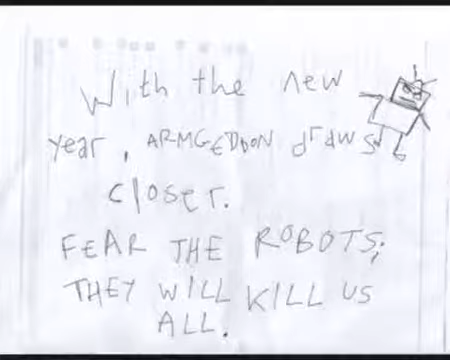 With the new
year, ARMGEDDON draws
closer.
FEAR THE ROBOTS;
THEY WILL KILL US
ALL.